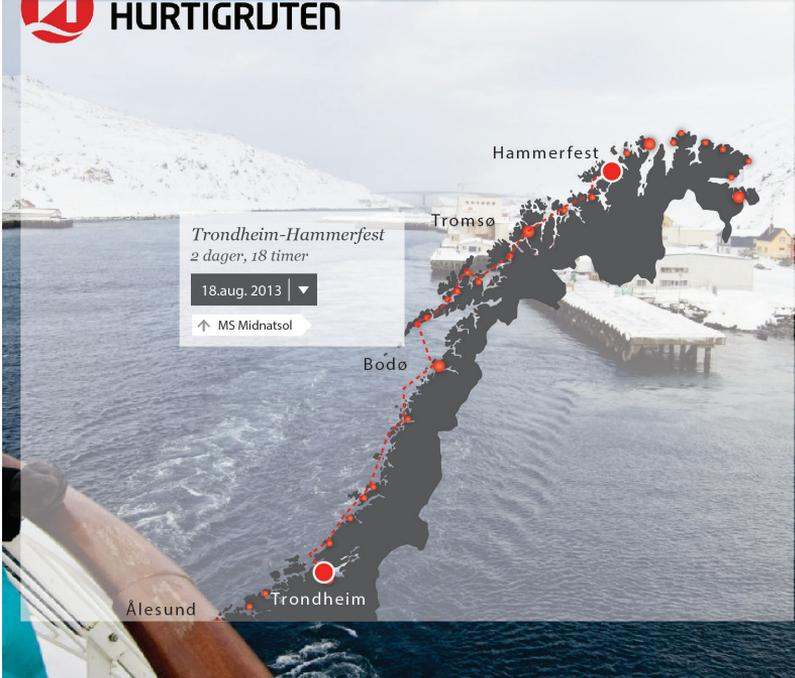 HURTIGRUTEN
Hammerfest
Tromsø
Trondheim-Hammerfest
2 dager, 18 timer
18.aug. 2013
MS Midnatsol
Bodø
Trondheim
Ålesund